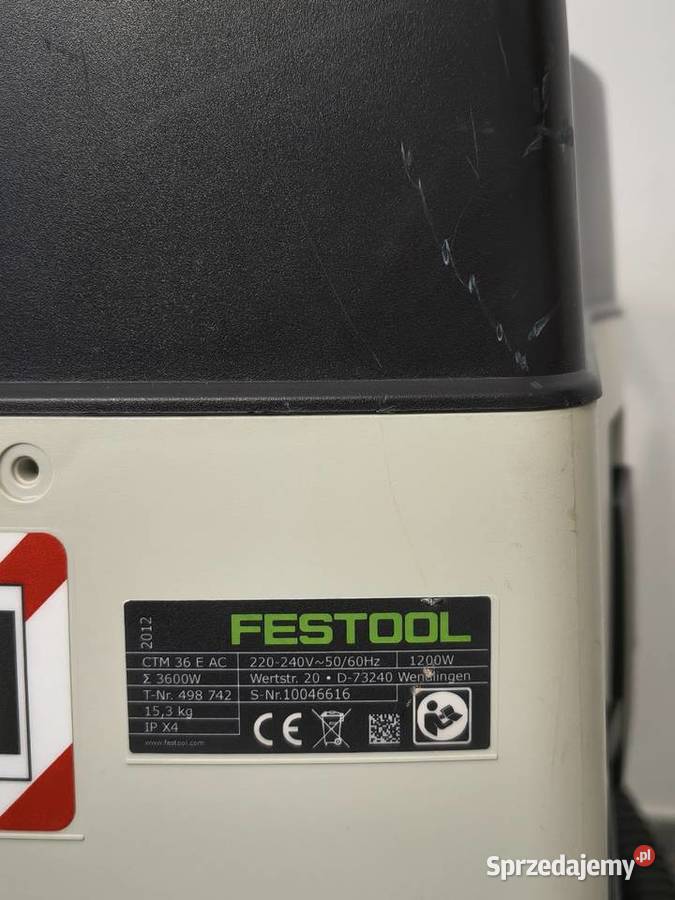 2012
FESTOOL
CTM 36 E AC 220-240V~50/60Hz 1200W
Σ 3600W Wertstr. 20 • D-73240 Wendlingen
T-Nr. 498 742 S-Nr.10046616
15,3 kg
IP X4
CE
www.festool.com
Sprzedajemy.pl